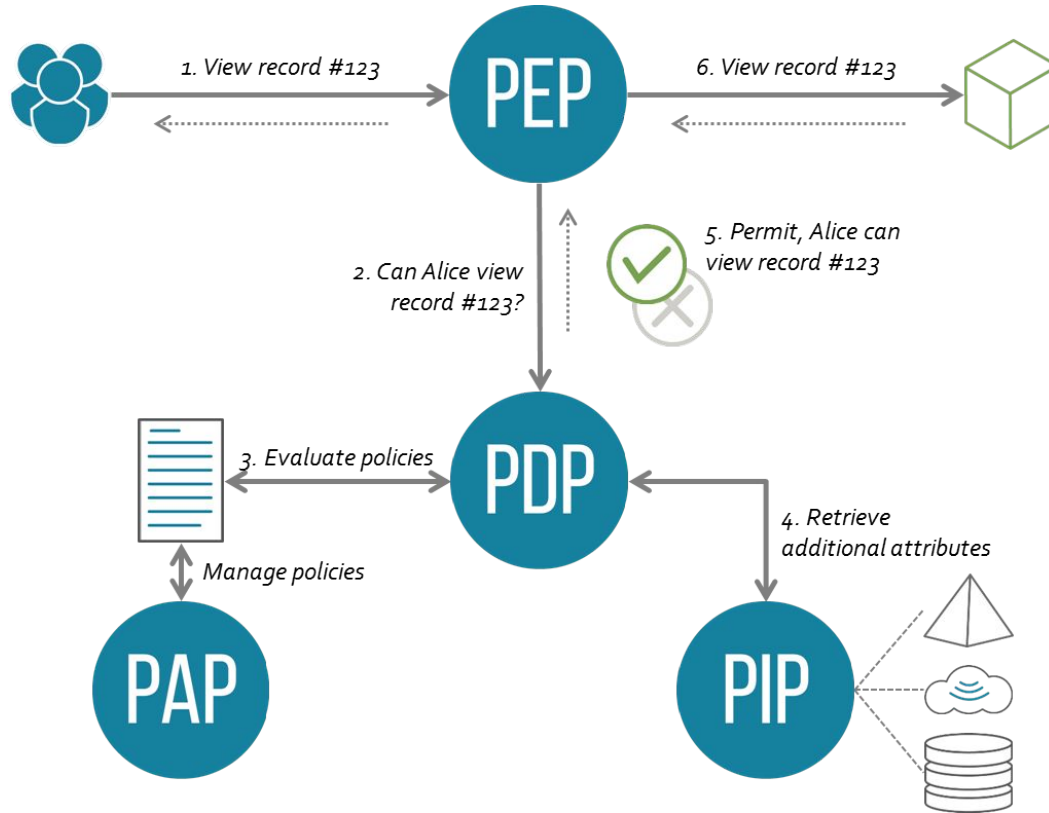 1. View record #123
PEP
6. View record #123
2. Can Alice view
record #123?
5. Permit, Alice can
view record #123
3. Evaluate policies
PDP
4. Retrieve
additional attributes
Manage policies
PAP
PIP